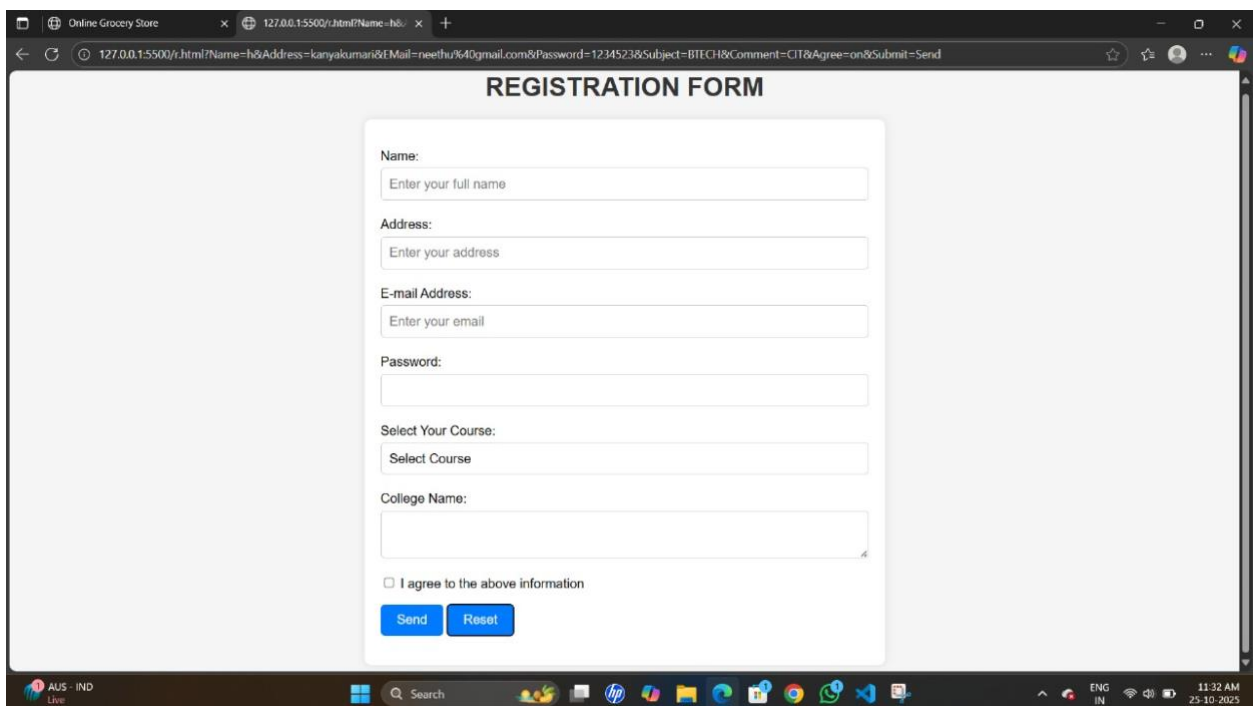 Online Grocery Store
127.0.0.1:5500/r.html?Name=h&
127.0.0.1:5500/r.html?Name=h&Address=kanyakumari&EMail=neethu%40gmail.com&Password=1234523&Subject=BTECH&Comment=CIT&Agree=on&Submit=Send
REGISTRATION FORM
Name:
Enter your full name
Address:
Enter your address
E-mail Address:
Enter your email
Password:
Select Your Course:
Select Course
College Name:
I agree to the above information
Send Reset
1
AUS - IND
Live
Search
hp
1
1
ENG
IN
11:32 AM
25-10-2025